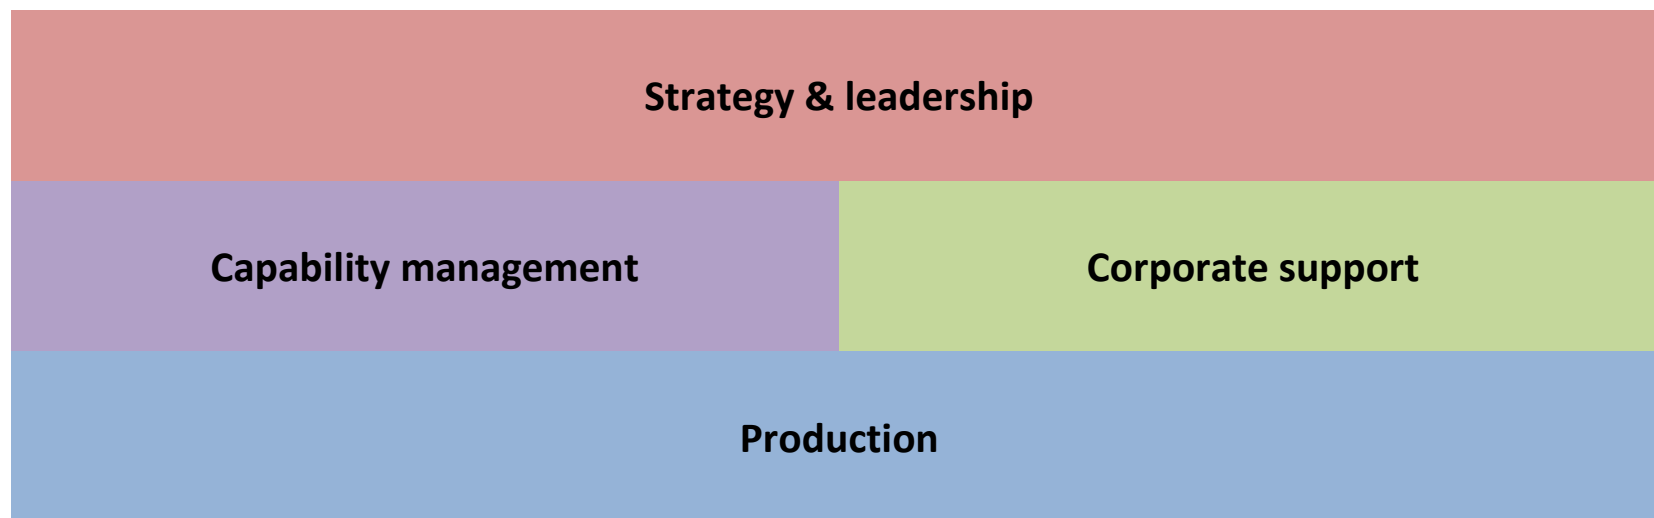 Strategy & leadership
Capability management
Corporate support
Production